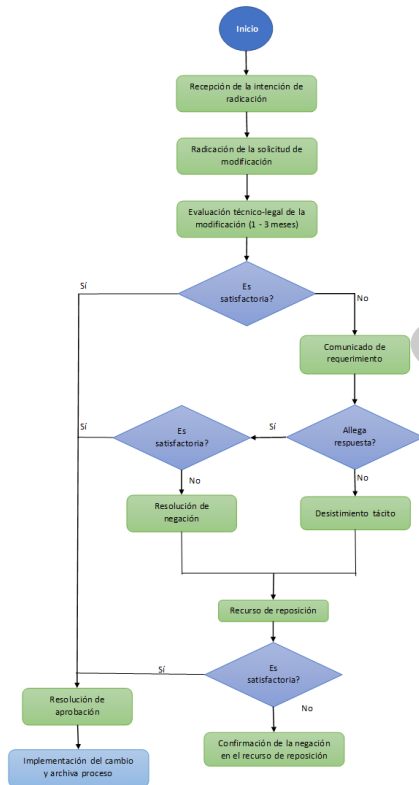 Inicio
Recepción de la intención de
radicación
Radicación de la solicitud de
modificación
Evaluación técnico-legal de la
modificación (1 - 3 meses)
Es
satisfactoria?
Sí
No
Comunicado de
requerimiento
Allega
respuesta?
Sí
Es
satisfactoria?
Sí
No
No
Resolución de
negación
Desistimiento tácito
Recurso de reposición
Es
satisfactoria?
Sí
No
Resolución de
aprobación
Confirmación de la negación
en el recurso de reposición
Implementación del cambio
y archiva proceso